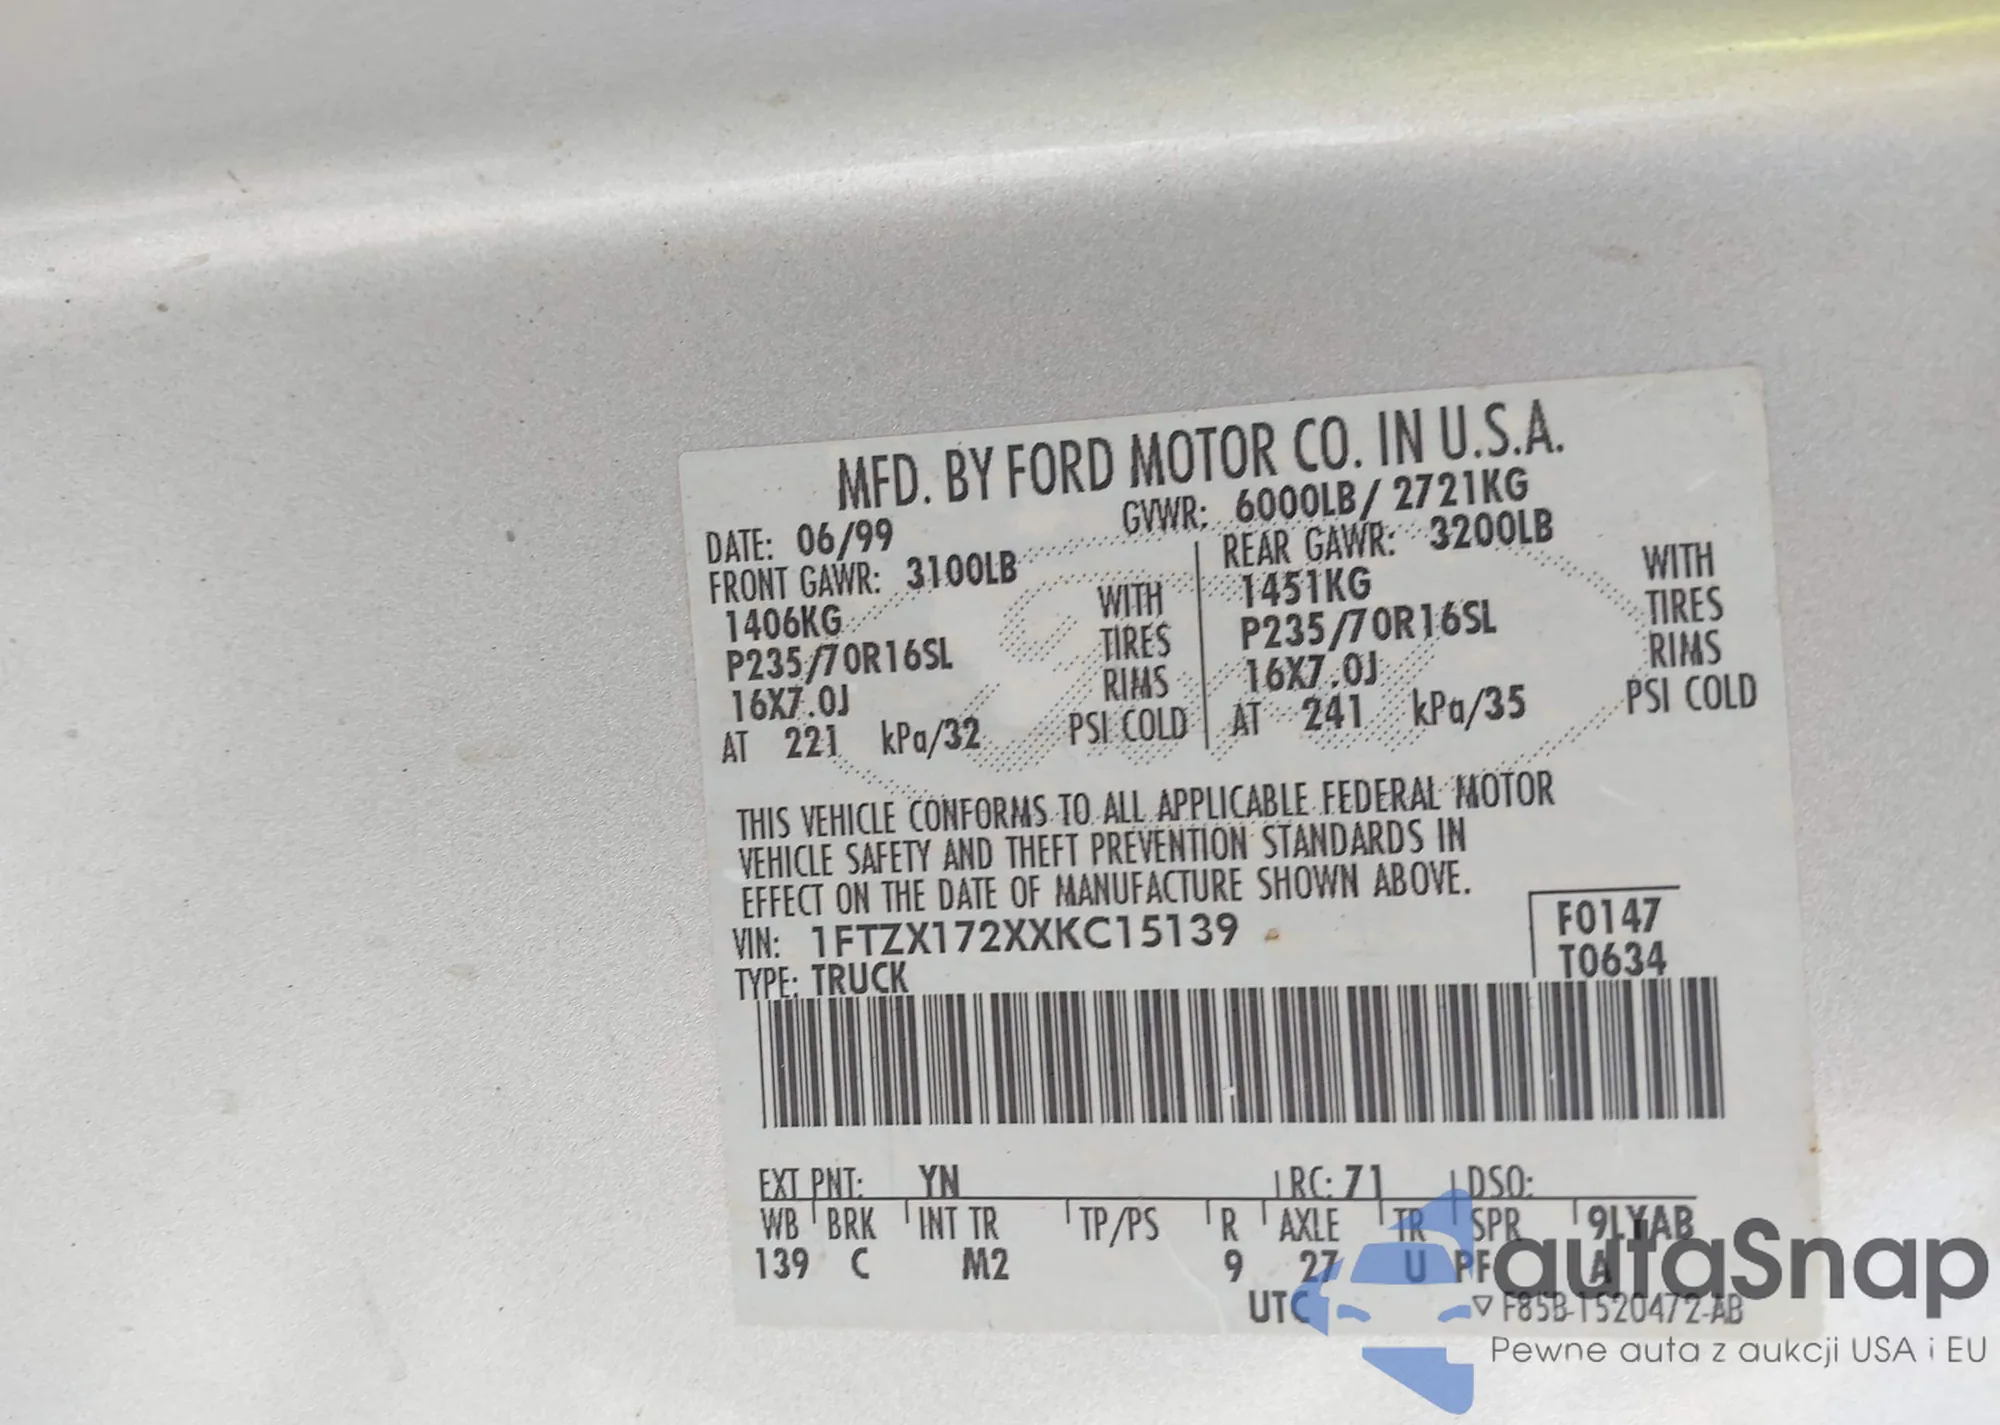 MFD. BY FORD MOTOR CO. IN U.S.A.
DATE: 06/99 GVWR: 6000LB/ 2721KG
FRONT GAWR: 3100LB REAR GAWR: 3200LB
1406KG WITH 1451KG WITH
P235/70R16SL TIRES P235/70R16SL TIRES
16X7.0J RIMS 16X7.0J RIMS
AT 221 kPa/32 PSI COLD AT 241 kPa/35 PSI COLD
THIS VEHICLE CONFORMS TO ALL APPLICABLE FEDERAL MOTOR
VEHICLE SAFETY AND THEFT PREVENTION STANDARDS IN
EFFECT ON THE DATE OF MANUFACTURE SHOWN ABOVE.
VIN: 1FTZX172XXKC15139 F0147
TYPE: TRUCK T0634
EXT PNT: YN RC: 71 DSO:
WB BRK INT TR TP/PS R AXLE TR SPR 9LYAB
139 C M2 9 27 U PF A
UTC ▽ F85B-1520472-AB
autaSnap
Pewne auta z aukcji USA i EU